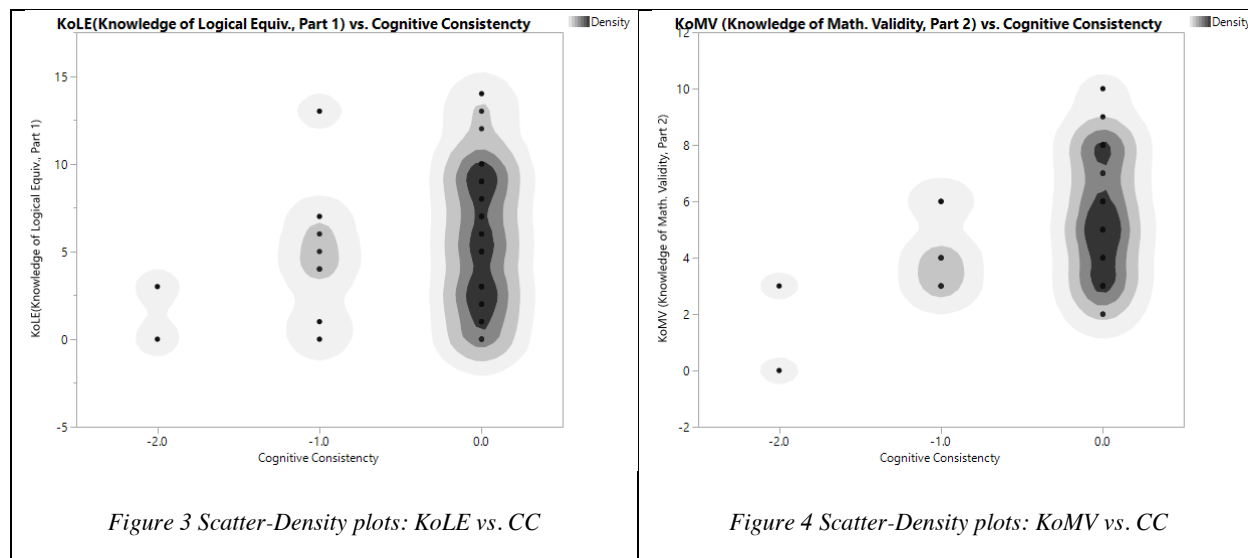 KoLE(Knowledge of Logical Equiv., Part 1) vs. Cognitive Consistencty
Density
KoLE(Knowledge of Logical Equiv., Part 1)
15
10
5
0
-5
-2.0
-1.0
0.0
Cognitive Consistencty
Figure 3 Scatter-Density plots: KoLE vs. CC
KoMV (Knowledge of Math. Validity, Part 2) vs. Cognitive Consistencty
Density
KoMV (Knowledge of Math. Validity, Part 2)
12
10
8
6
4
2
0
-2
-2.0
-1.0
0.0
Cognitive Consistencty
Figure 4 Scatter-Density plots: KoMV vs. CC